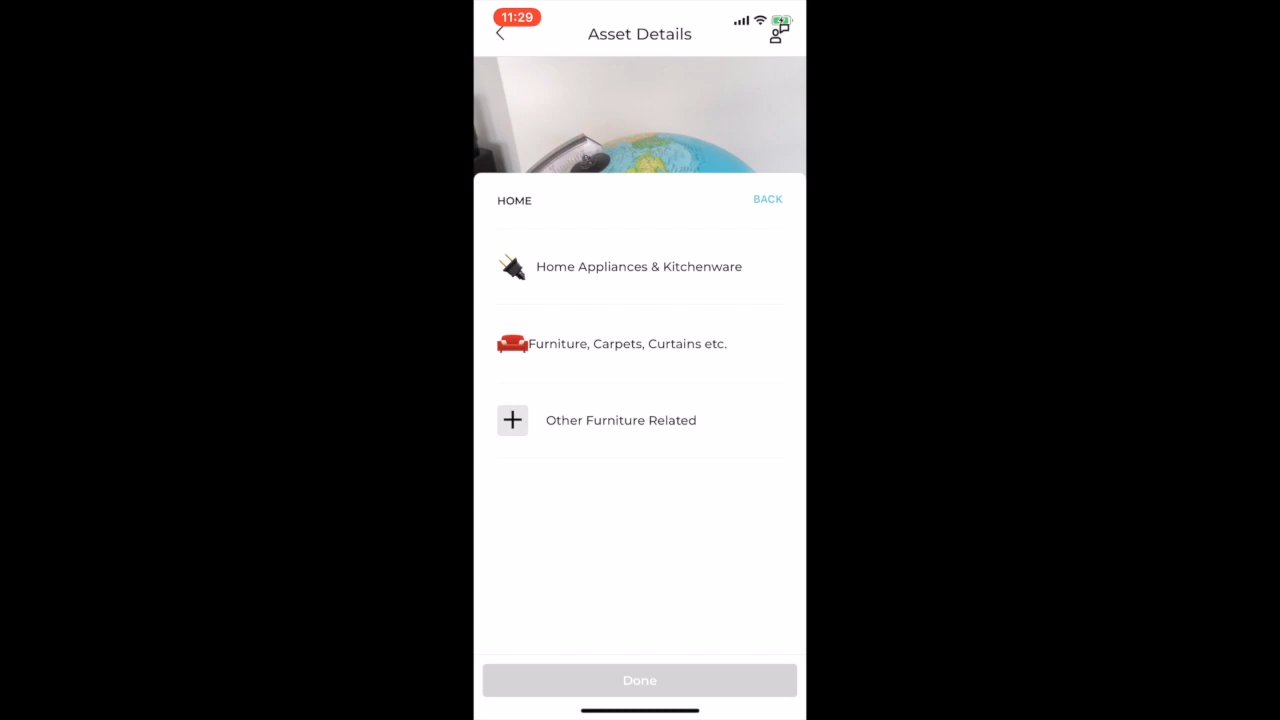 11:29
Asset Details
HOME
BACK
Home Appliances & Kitchenware
Furniture, Carpets, Curtains etc.
Other Furniture Related
Done